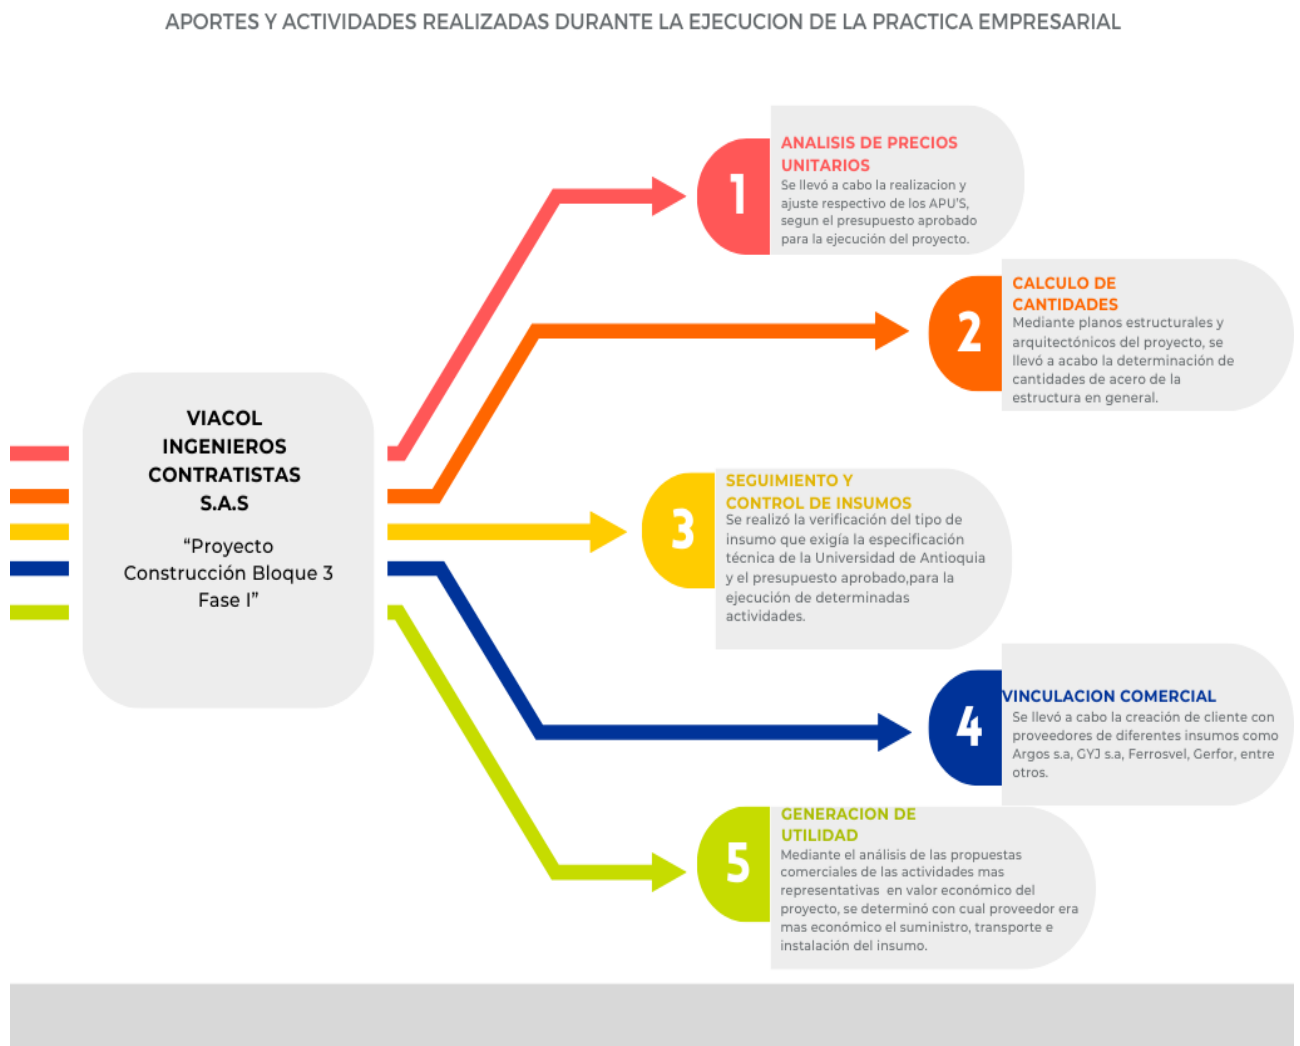 APORTES Y ACTIVIDADES REALIZADAS DURANTE LA EJECUCION DE LA PRACTICA EMPRESARIAL
VIACOL
INGENIEROS
CONTRATISTAS
S.A.S
“Proyecto
Construcción Bloque 3
Fase I”
1
ANALISIS DE PRECIOS
UNITARIOS
Se llevó a cabo la realizacion y
ajuste respectivo de los APU'S,
segun el presupuesto aprobado
para la ejecución del proyecto.
2
CALCULO DE
CANTIDADES
Mediante planos estructurales y
arquitectónicos del proyecto, se
llevó a acabo la determinación de
cantidades de acero de la
estructura en general.
3
SEGUIMIENTO Y
CONTROL DE INSUMOS
Se realizó la verificación del tipo de
insumo que exigía la especificación
técnica de la Universidad de Antioquia
y el presupuesto aprobado,para la
ejecución de determinadas
actividades.
4
VINCULACION COMERCIAL
Se llevó a cabo la creación de cliente con
proveedores de diferentes insumos como
Argos s.a, GYJ s.a, Ferrosvel, Gerfor, entre
otros.
5
GENERACION DE
UTILIDAD
Mediante el análisis de las propuestas
comerciales de las actividades mas
representativas en valor económico del
proyecto, se determinó con cual proveedor era
mas económico el suministro, transporte e
instalación del insumo.